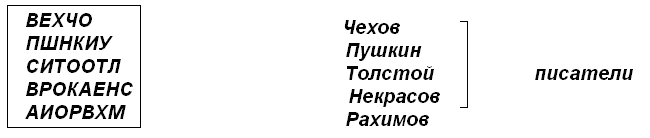 ВЕХЧО
ПШНКИУ
СИТООТЛ
ВРОКАЕНС
АИОРВХМ
Чехов
Пушкин
Толстой
Некрасов
Рахимов
писатели